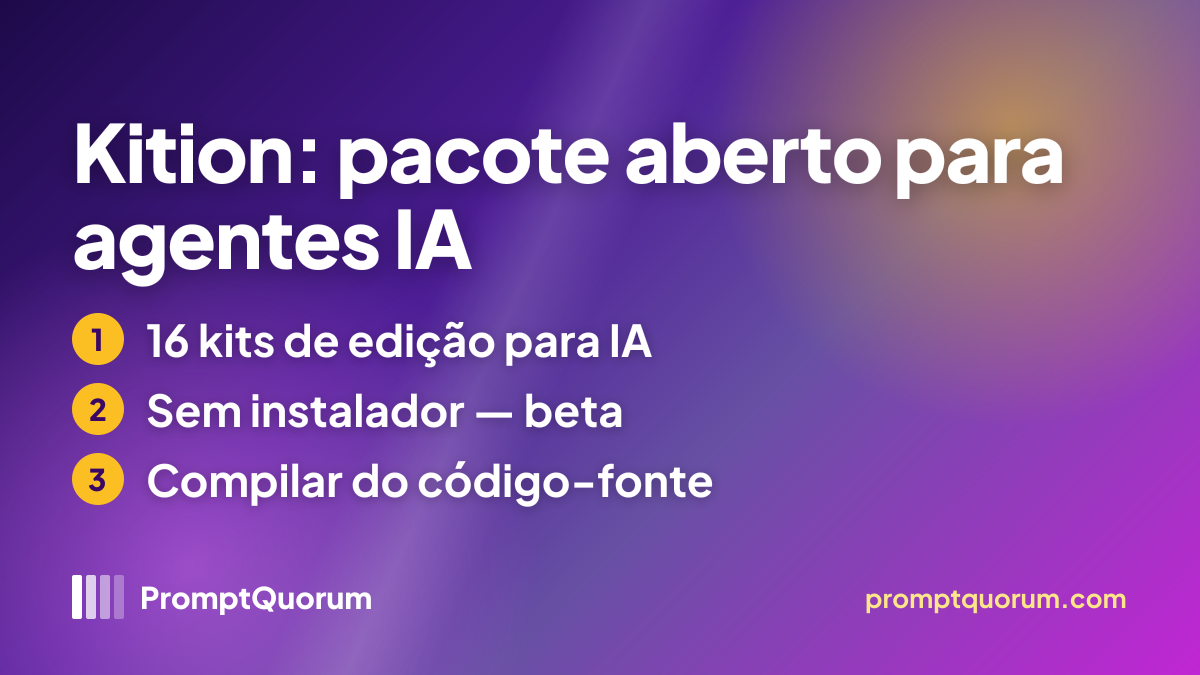 Kition: pacote aberto para
agentes IA
1 16 kits de edição para IA
2 Sem instalador — beta
3 Compilar do código-fonte
PromptQuorum
promptquorum.com